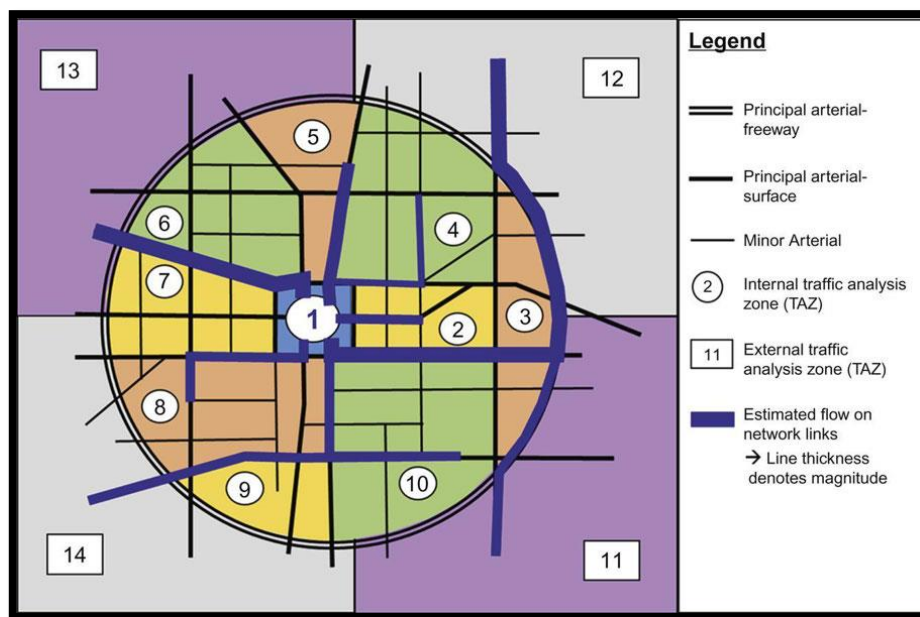 13
12
5
6
4
7
1
2
3
8
9
10
14
11
Legend
Principal arterial-
freeway
Principal arterial-
surface
Minor Arterial
2
Internal traffic analysis
zone (TAZ)
11
External traffic
analysis zone (TAZ)
Estimated flow on
network links
→ Line thickness
denotes magnitude